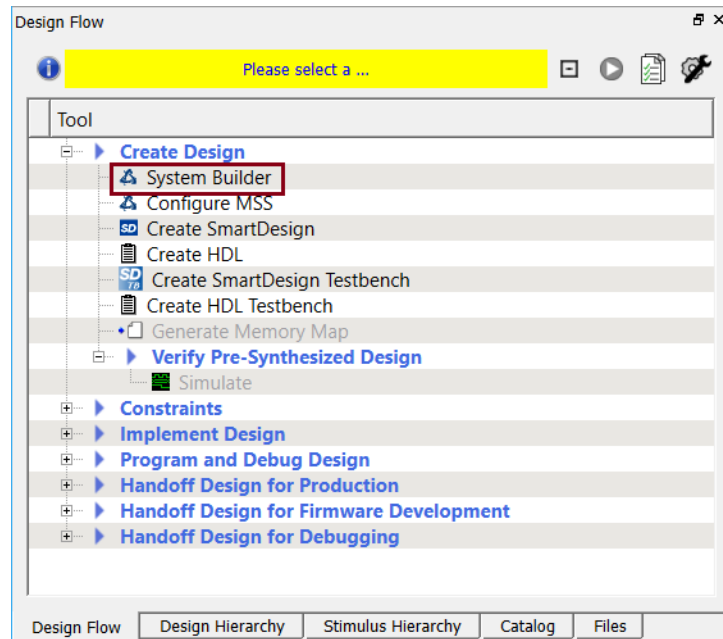 Design Flow
Please select a ...
Tool
Create Design
System Builder
Configure MSS
SD Create SmartDesign
Create HDL
SD TB Create SmartDesign Testbench
Create HDL Testbench
Generate Memory Map
Verify Pre-Synthesized Design
Simulate
Constraints
Implement Design
Program and Debug Design
Handoff Design for Production
Handoff Design for Firmware Development
Handoff Design for Debugging
Design Flow Design Hierarchy Stimulus Hierarchy Catalog Files